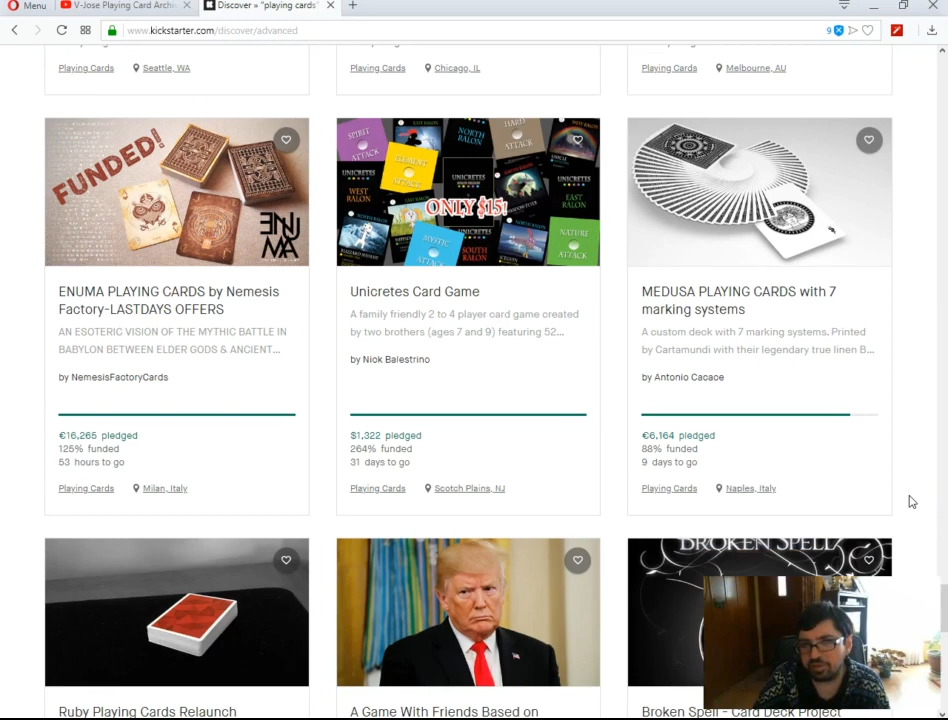 Menu
V-Jose Playing Card Archi
Discover » "playing cards"
www.kickstarter.com/discover/advanced
9
Playing Cards
Seattle, WA
Playing Cards
Chicago, IL
Playing Cards
Melbourne, AU
FUNDED!
ENUMA
SPIRIT ATTACK
NORTH RALON
HARD ATTACK
ELEMENT ATTACK
UNICRETES
UNICRETES
WEST RALON
EAST RALON
ONLY $15!
UNICRETES
MYSTIC ATTACK
SOUTH RALON
NATURE ATTACK
ENUMA PLAYING CARDS by Nemesis
Factory-LASTDAYS OFFERS
AN ESOTERIC VISION OF THE MYTHIC BATTLE IN
BABYLON BETWEEN ELDER GODS & ANCIENT...
by NemesisFactoryCards
€16,265 pledged
125% funded
53 hours to go
Playing Cards
Milan, Italy
Unicretes Card Game
A family friendly 2 to 4 player card game created
by two brothers (ages 7 and 9) featuring 52...
by Nick Balestrino
$1,322 pledged
264% funded
31 days to go
Playing Cards
Scotch Plains, NJ
MEDUSA PLAYING CARDS with 7
marking systems
A custom deck with 7 marking systems. Printed
by Cartamundi with their legendary true linen B...
by Antonio Cacace
€6,164 pledged
88% funded
9 days to go
Playing Cards
Naples, Italy
BROKEN SPELL
Ruby Playing Cards Relaunch
A Game With Friends Based on
Broken Spell - Card Deck Project